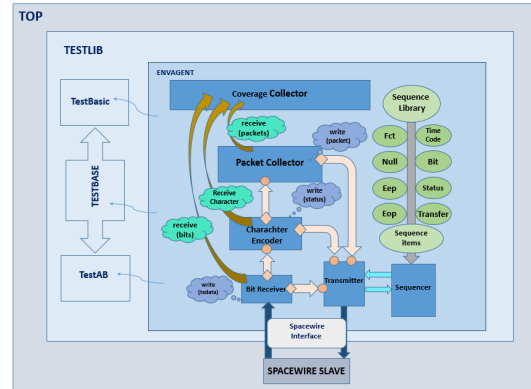 TOP
TESTLIB
ENVAGENT
TestBasic
TESTBASE
TestAB
Coverage Collector
receive
(packets)
write
(packet)
Packet Collector
Receive
Character
write
(status)
receive
(bits)
Charachter
Encoder
write
(txdata)
Bit Receiver
Transmitter
Sequencer
Sequence
Library
Fct
Time
Code
Null
Bit
Eep
Status
Eop
Transfer
Sequence
items
Spacewire
Interface
SPACEWIRE SLAVE